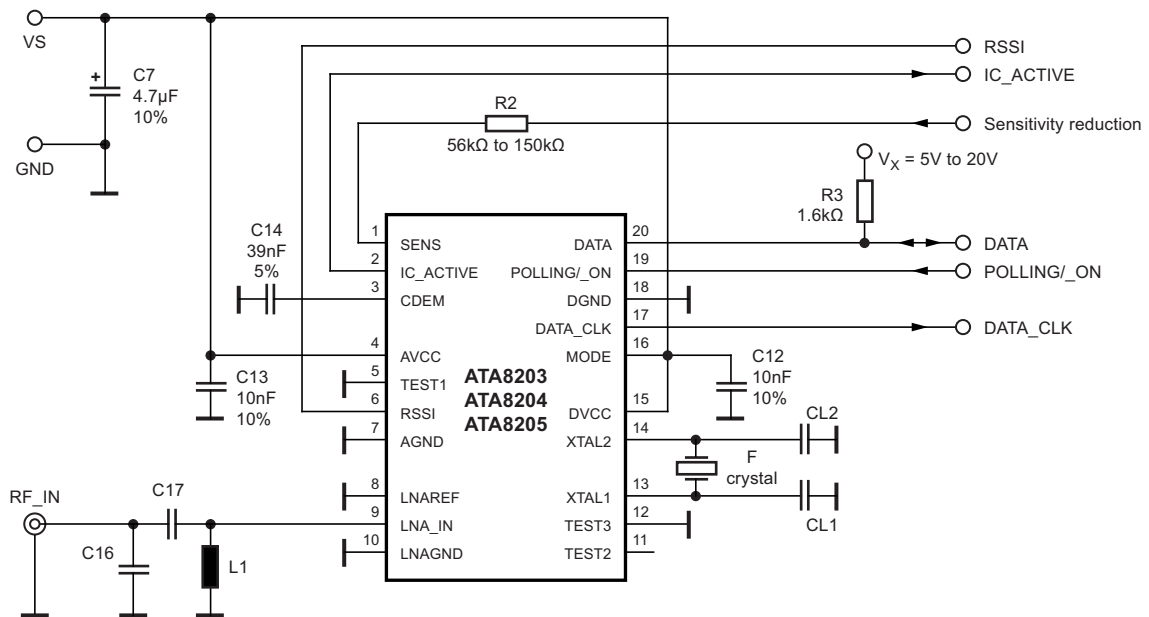 VS
C7
4.7µF
10%
GND
RSSI
IC_ACTIVE
R2
56kΩ to 150kΩ
Sensitivity reduction
VX = 5V to 20V
R3
1.6kΩ
C14
39nF
5%
1
SENS
2
IC_ACTIVE
3
CDEM
4
AVCC
5
TEST1
6
RSSI
7
AGND
8
LNAREF
9
LNA_IN
10
LNAGND
ATA8203
ATA8204
ATA8205
DATA
20
POLLING/_ON
19
DGND
18
DATA_CLK
17
MODE
16
DVCC
15
XTAL2
14
XTAL1
13
TEST3
12
TEST2
11
DATA
POLLING/_ON
DATA_CLK
C13
10nF
10%
C12
10nF
10%
CL2
F
crystal
CL1
RF_IN
C17
C16
L1